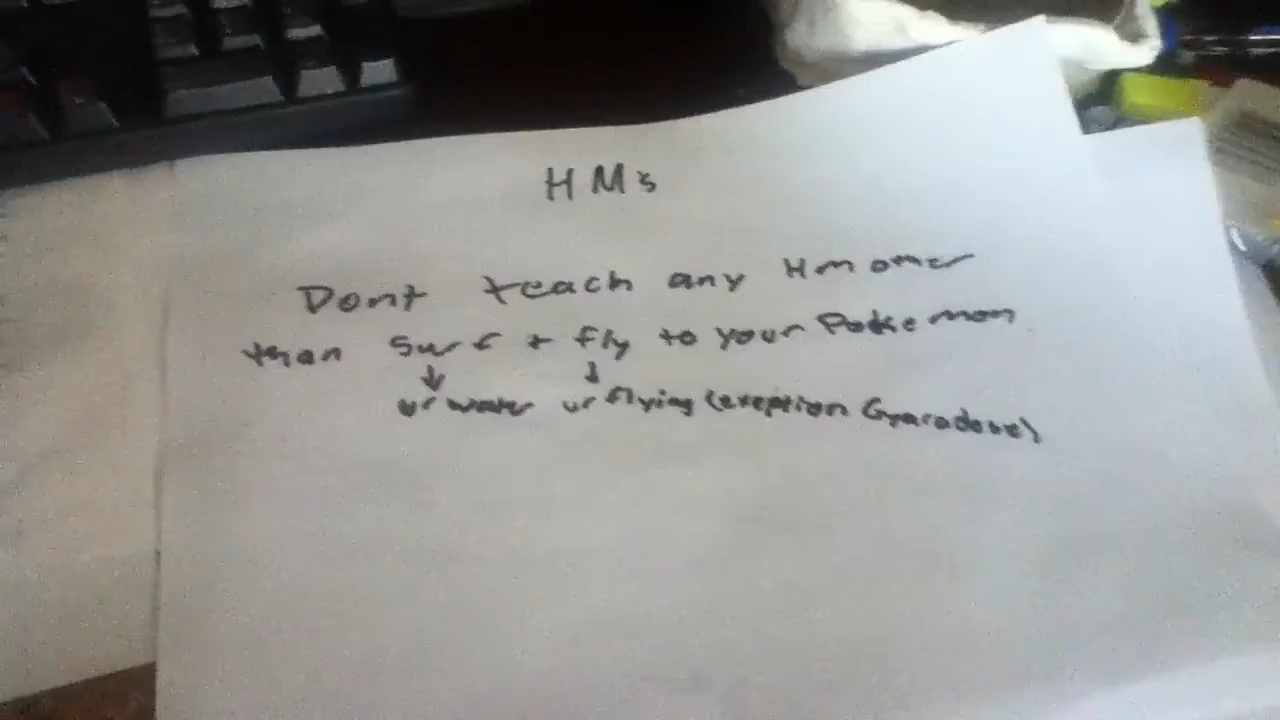 HMs
Dont teach any Hm other
than Surf + fly to your Pokemon
↓ ↓
ur water ur flying (exeption Gyaradose)